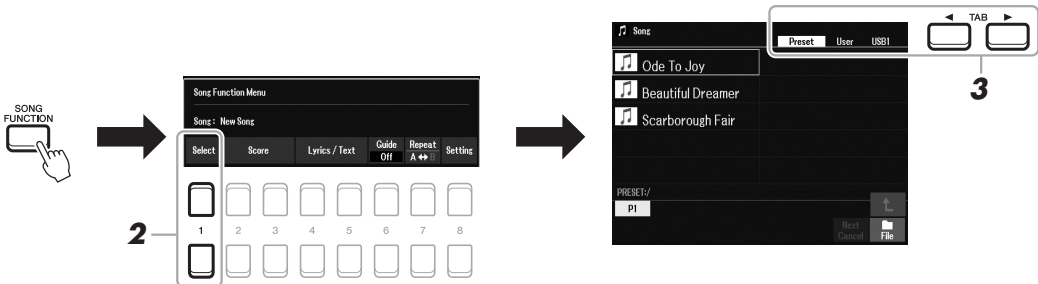 SONG
FUNCTION
Song Function Menu
Song : New Song
Select Score Lyrics / Text Guide Off Repeat A ↔ B Setting
1 2 3 4 5 6 7 8
2
Song
Preset User USB1
◀ TAB ▶
3
Ode To Joy
Beautiful Dreamer
Scarborough Fair
PRESET:/
P1
Next
Cancel
File